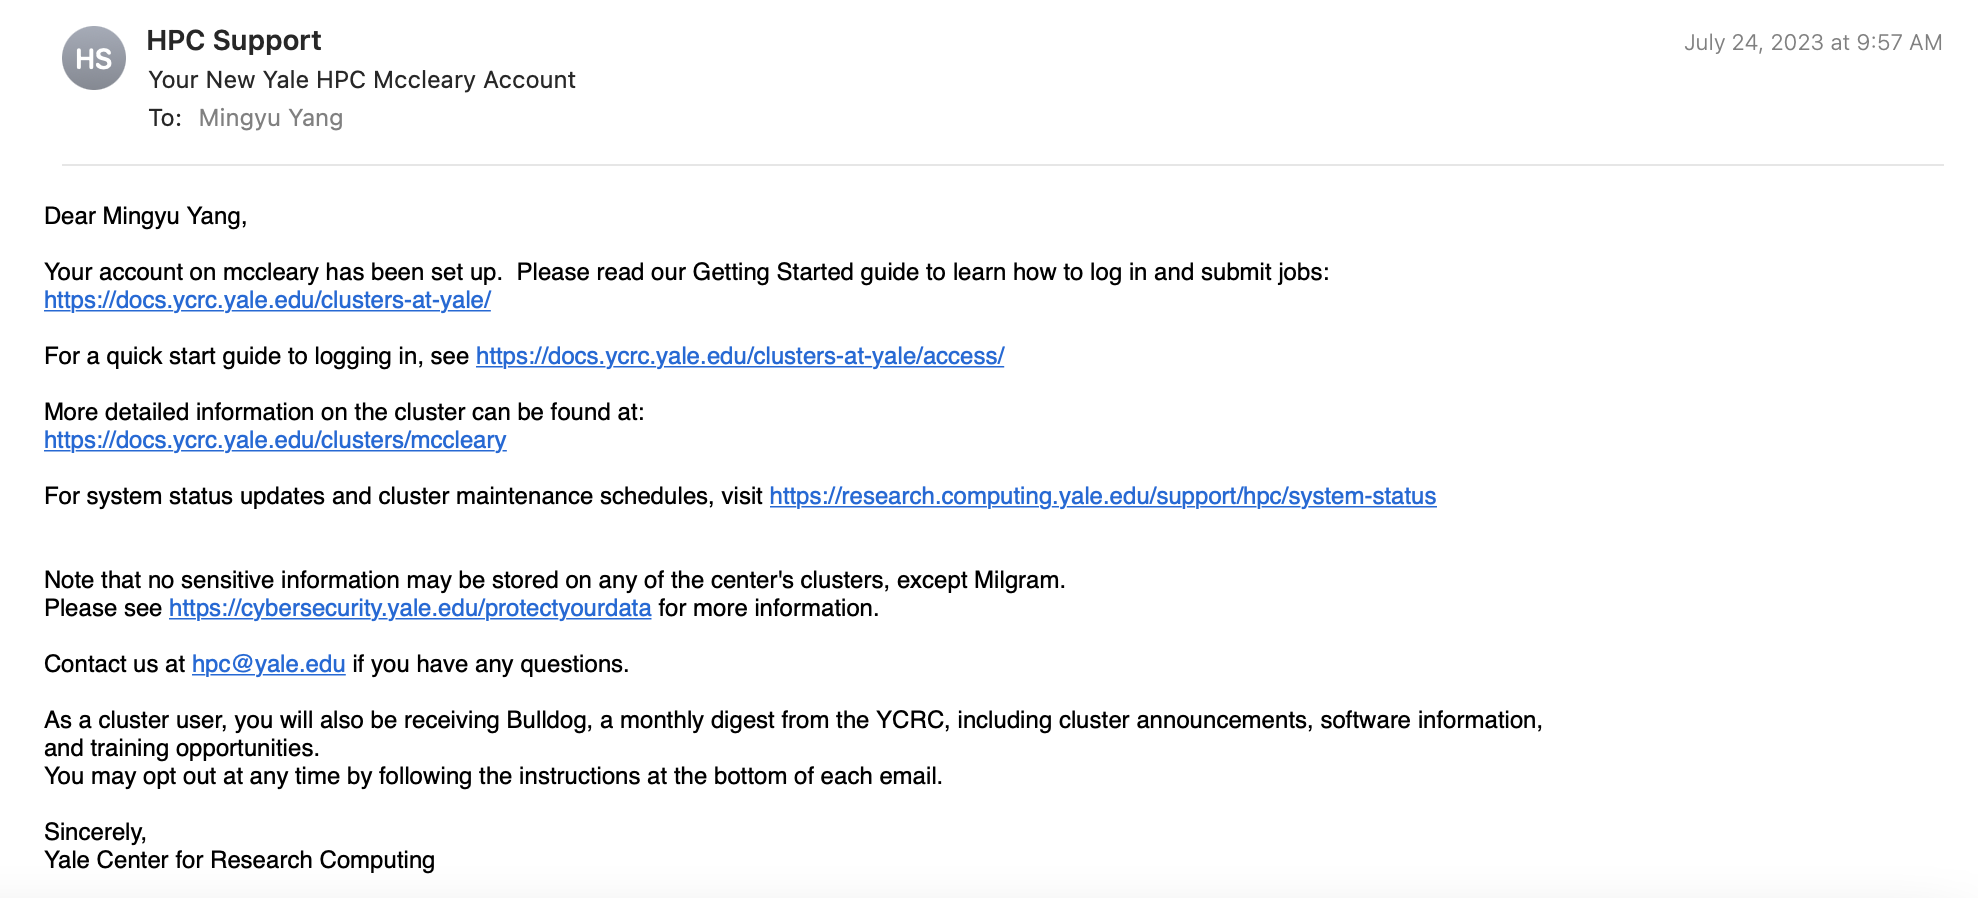 HS
HPC Support
July 24, 2023 at 9:57 AM
Your New Yale HPC Mccleary Account
To: Mingyu Yang
Dear Mingyu Yang,
Your account on mccleary has been set up.  Please read our Getting Started guide to learn how to log in and submit jobs:
https://docs.ycrc.yale.edu/clusters-at-yale/
For a quick start guide to logging in, see https://docs.ycrc.yale.edu/clusters-at-yale/access/
More detailed information on the cluster can be found at:
https://docs.ycrc.yale.edu/clusters/mccleary
For system status updates and cluster maintenance schedules, visit https://research.computing.yale.edu/support/hpc/system-status
Note that no sensitive information may be stored on any of the center's clusters, except Milgram.
Please see https://cybersecurity.yale.edu/protectyourdata for more information.
Contact us at hpc@yale.edu if you have any questions.
As a cluster user, you will also be receiving Bulldog, a monthly digest from the YCRC, including cluster announcements, software information,
and training opportunities.
You may opt out at any time by following the instructions at the bottom of each email.
Sincerely,
Yale Center for Research Computing